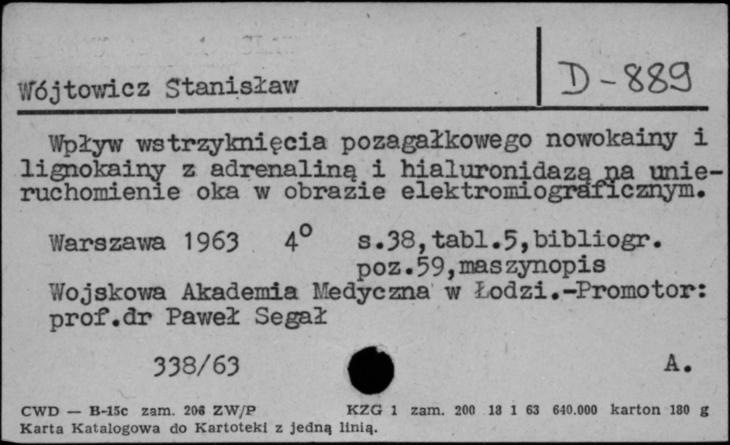 Wójtowicz Stanisław
D-889
Wpływ wstrzyknięcia pozagałkowego nowokainy i
lignokainy z adrenaliną i hialuronidazą na unie-
ruchomienie oka w obrazie elektromiograficznym.
Warszawa 1963 4° s.38,tabl.5,bibliogr.
poz.59,maszynopis
Wojskowa Akademia Medyczna w Łodzi.-Promotor:
prof.dr Paweł Segał
338/63 A.
CWD — B-15c zam. 206 ZW/P KZG 1 zam. 200 18 1 63 640.000 karton 180 g
Karta Katalogowa do Kartoteki z jedną linią.